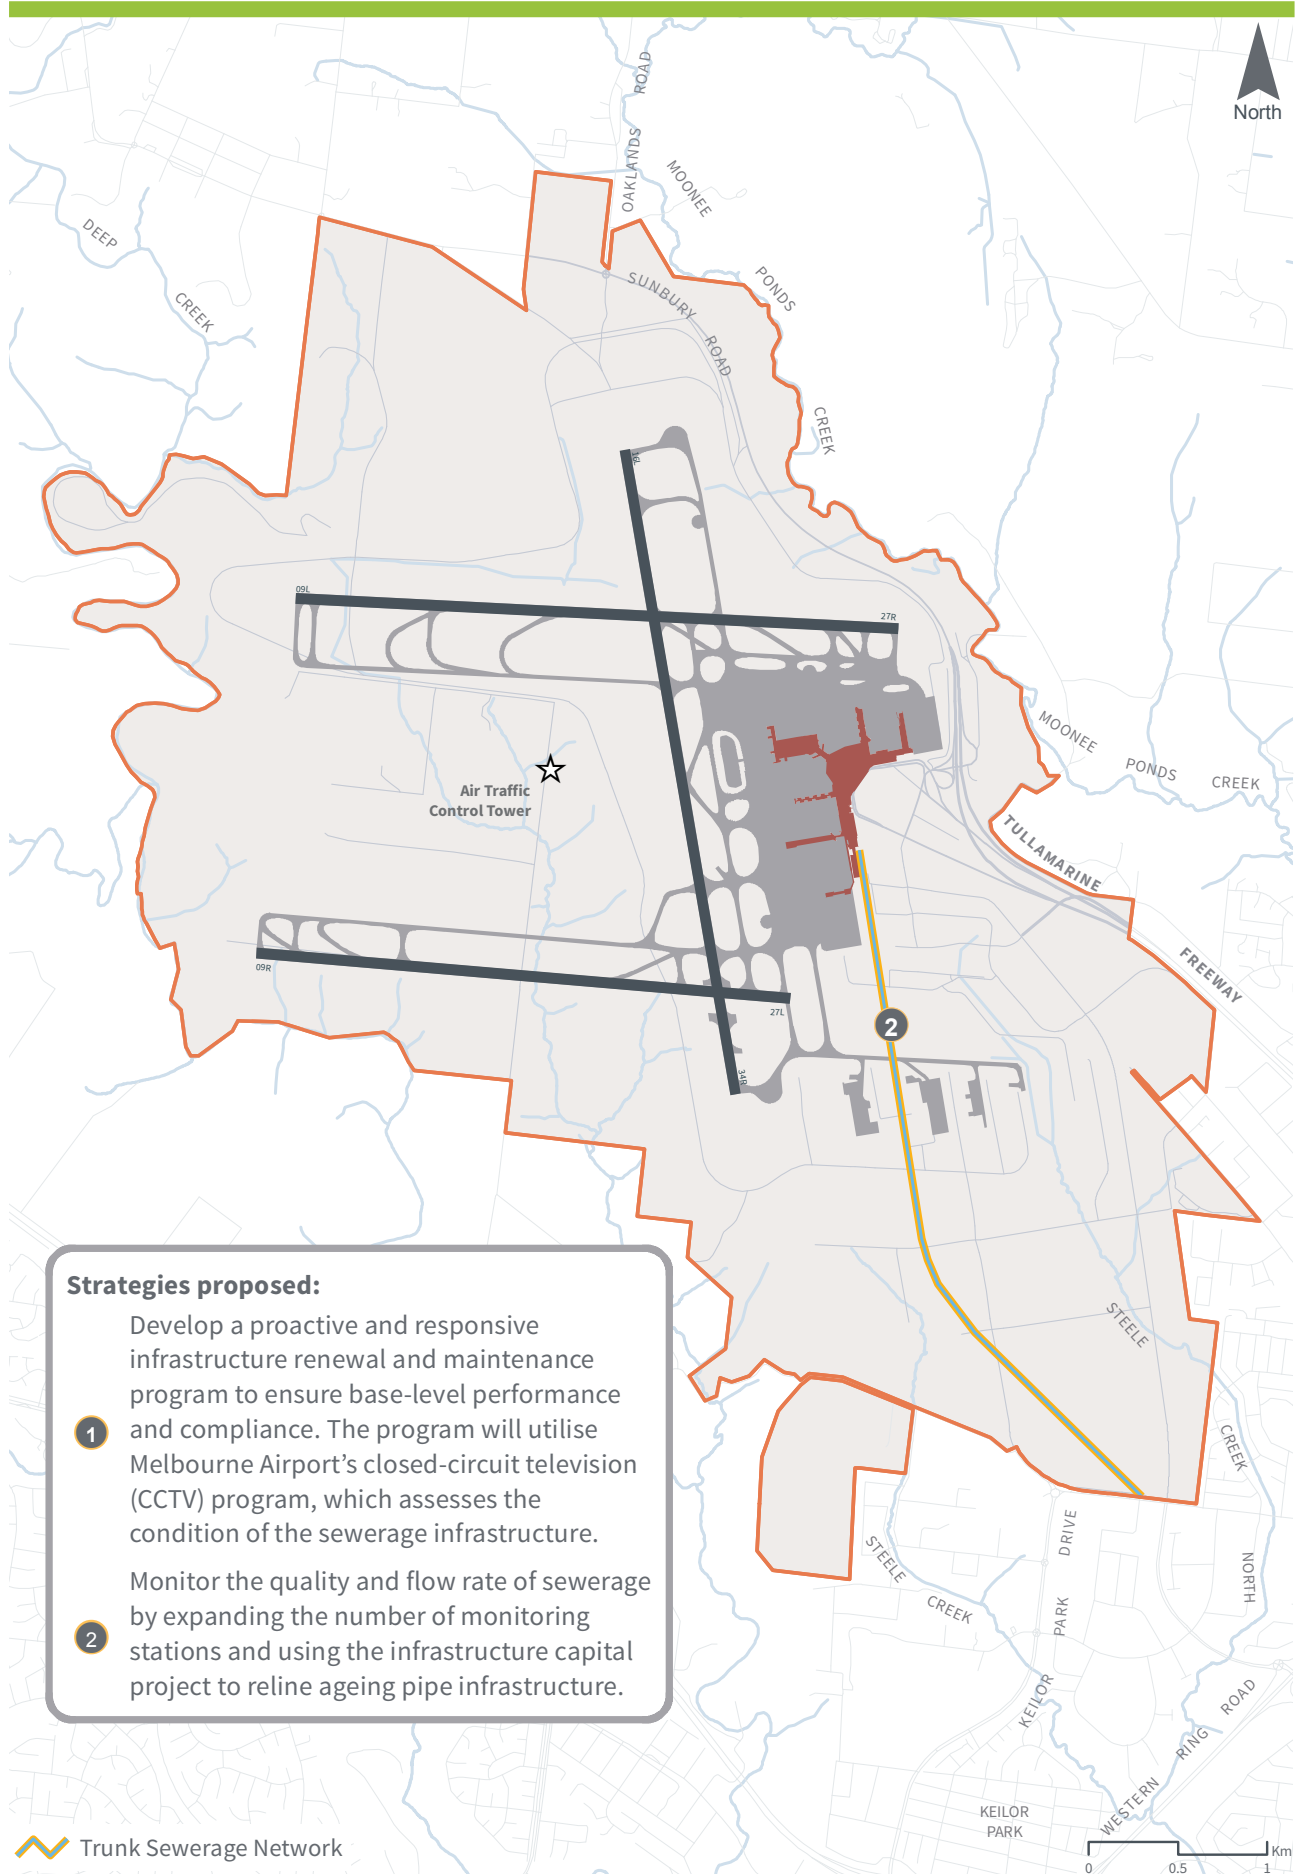 North
OAKLANDS ROAD
MOONEE
PONDS
CREEK
DEEP
CREEK
SUNBURY
ROAD
16L
09L
27R
MOONEE
PONDS
CREEK
Air Traffic
Control Tower
TULLAMARINE
FREEWAY
09R
27L
2
34R
Strategies proposed:
1
Develop a proactive and responsive
infrastructure renewal and maintenance
program to ensure base-level performance
and compliance. The program will utilise
Melbourne Airport’s closed-circuit television
(CCTV) program, which assesses the
condition of the sewerage infrastructure.
2
Monitor the quality and flow rate of sewerage
by expanding the number of monitoring
stations and using the infrastructure capital
project to reline ageing pipe infrastructure.
STEELE
CREEK
NORTH
STEELE
CREEK
KEILOR
PARK
DRIVE
WESTERN
RING
ROAD
KEILOR
PARK
Trunk Sewerage Network
0 0.5 1 Km